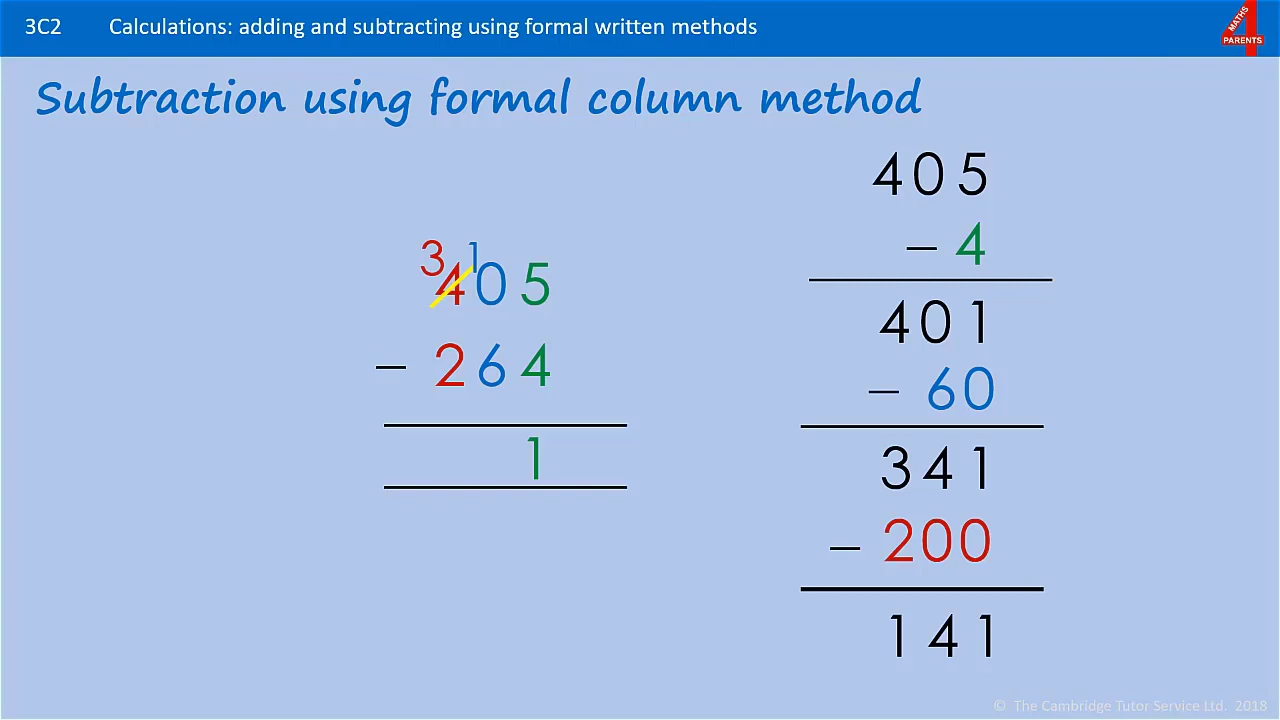 3C2 Calculations: adding and subtracting using formal written methods
MATHS
4
PARENTS
Subtraction using formal column method
3 1
405
− 264
1
405
− 4
401
− 60
341
− 200
141
© The Cambridge Tutor Service Ltd. 2018